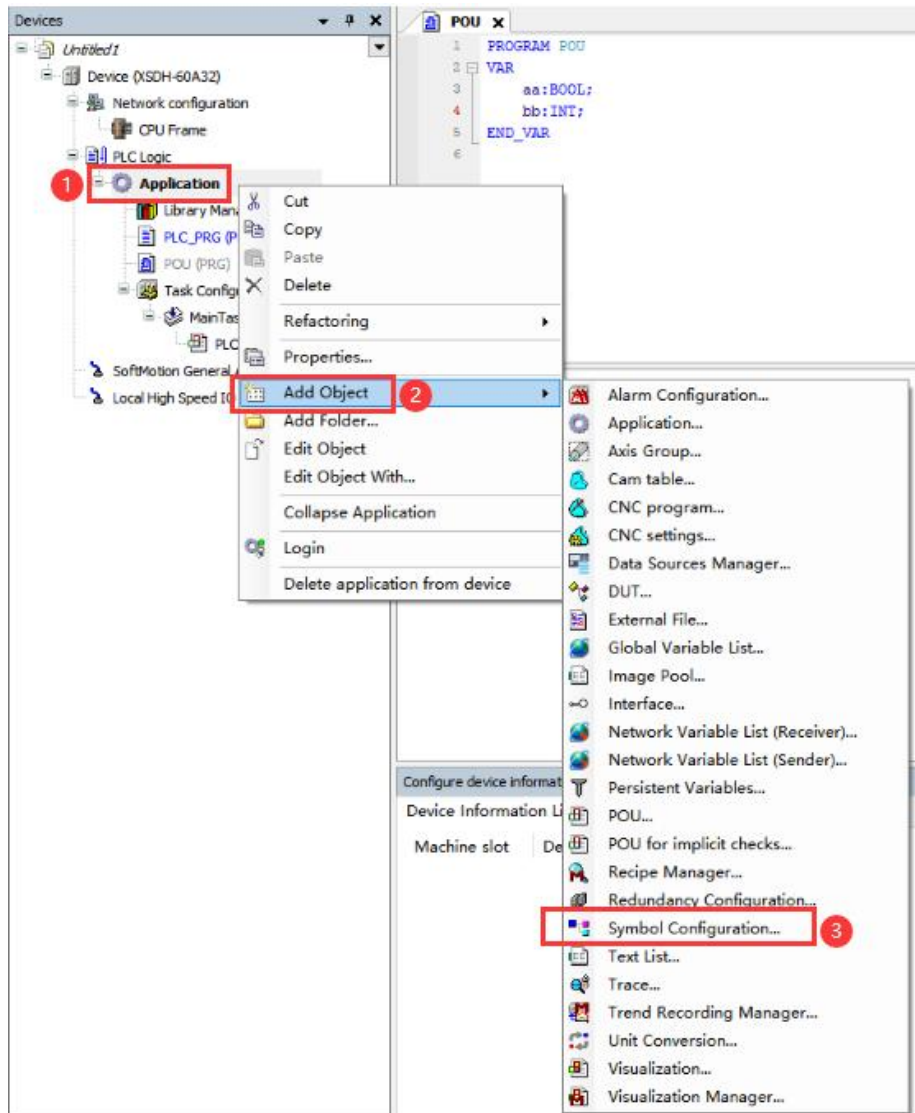 Devices
Untitled1
Device (XSDH-60A32)
Network configuration
CPU Frame
PLC Logic
1
Application
Library Man
PLC_PRG (P
POU (PRG)
Task Config
MainTas
PLC
SoftMotion General
Local High Speed IO
POU
1 PROGRAM POU
2 VAR
3 aa:BOOL;
4 bb:INT;
5 END_VAR
6
Cut
Copy
Paste
Delete
Refactoring
Properties...
Add Object
2
Add Folder...
Edit Object
Edit Object With...
Collapse Application
Login
Delete application from device
Alarm Configuration...
Application...
Axis Group...
Cam table...
CNC program...
CNC settings...
Data Sources Manager...
DUT...
External File...
Global Variable List...
Image Pool...
Interface...
Network Variable List (Receiver)...
Network Variable List (Sender)...
Persistent Variables...
POU...
POU for implicit checks...
Recipe Manager...
Redundancy Configuration...
Symbol Configuration...
3
Text List...
Trace...
Trend Recording Manager...
Unit Conversion...
Visualization...
Visualization Manager...
Configure device informat
Device Information Li
Machine slot De